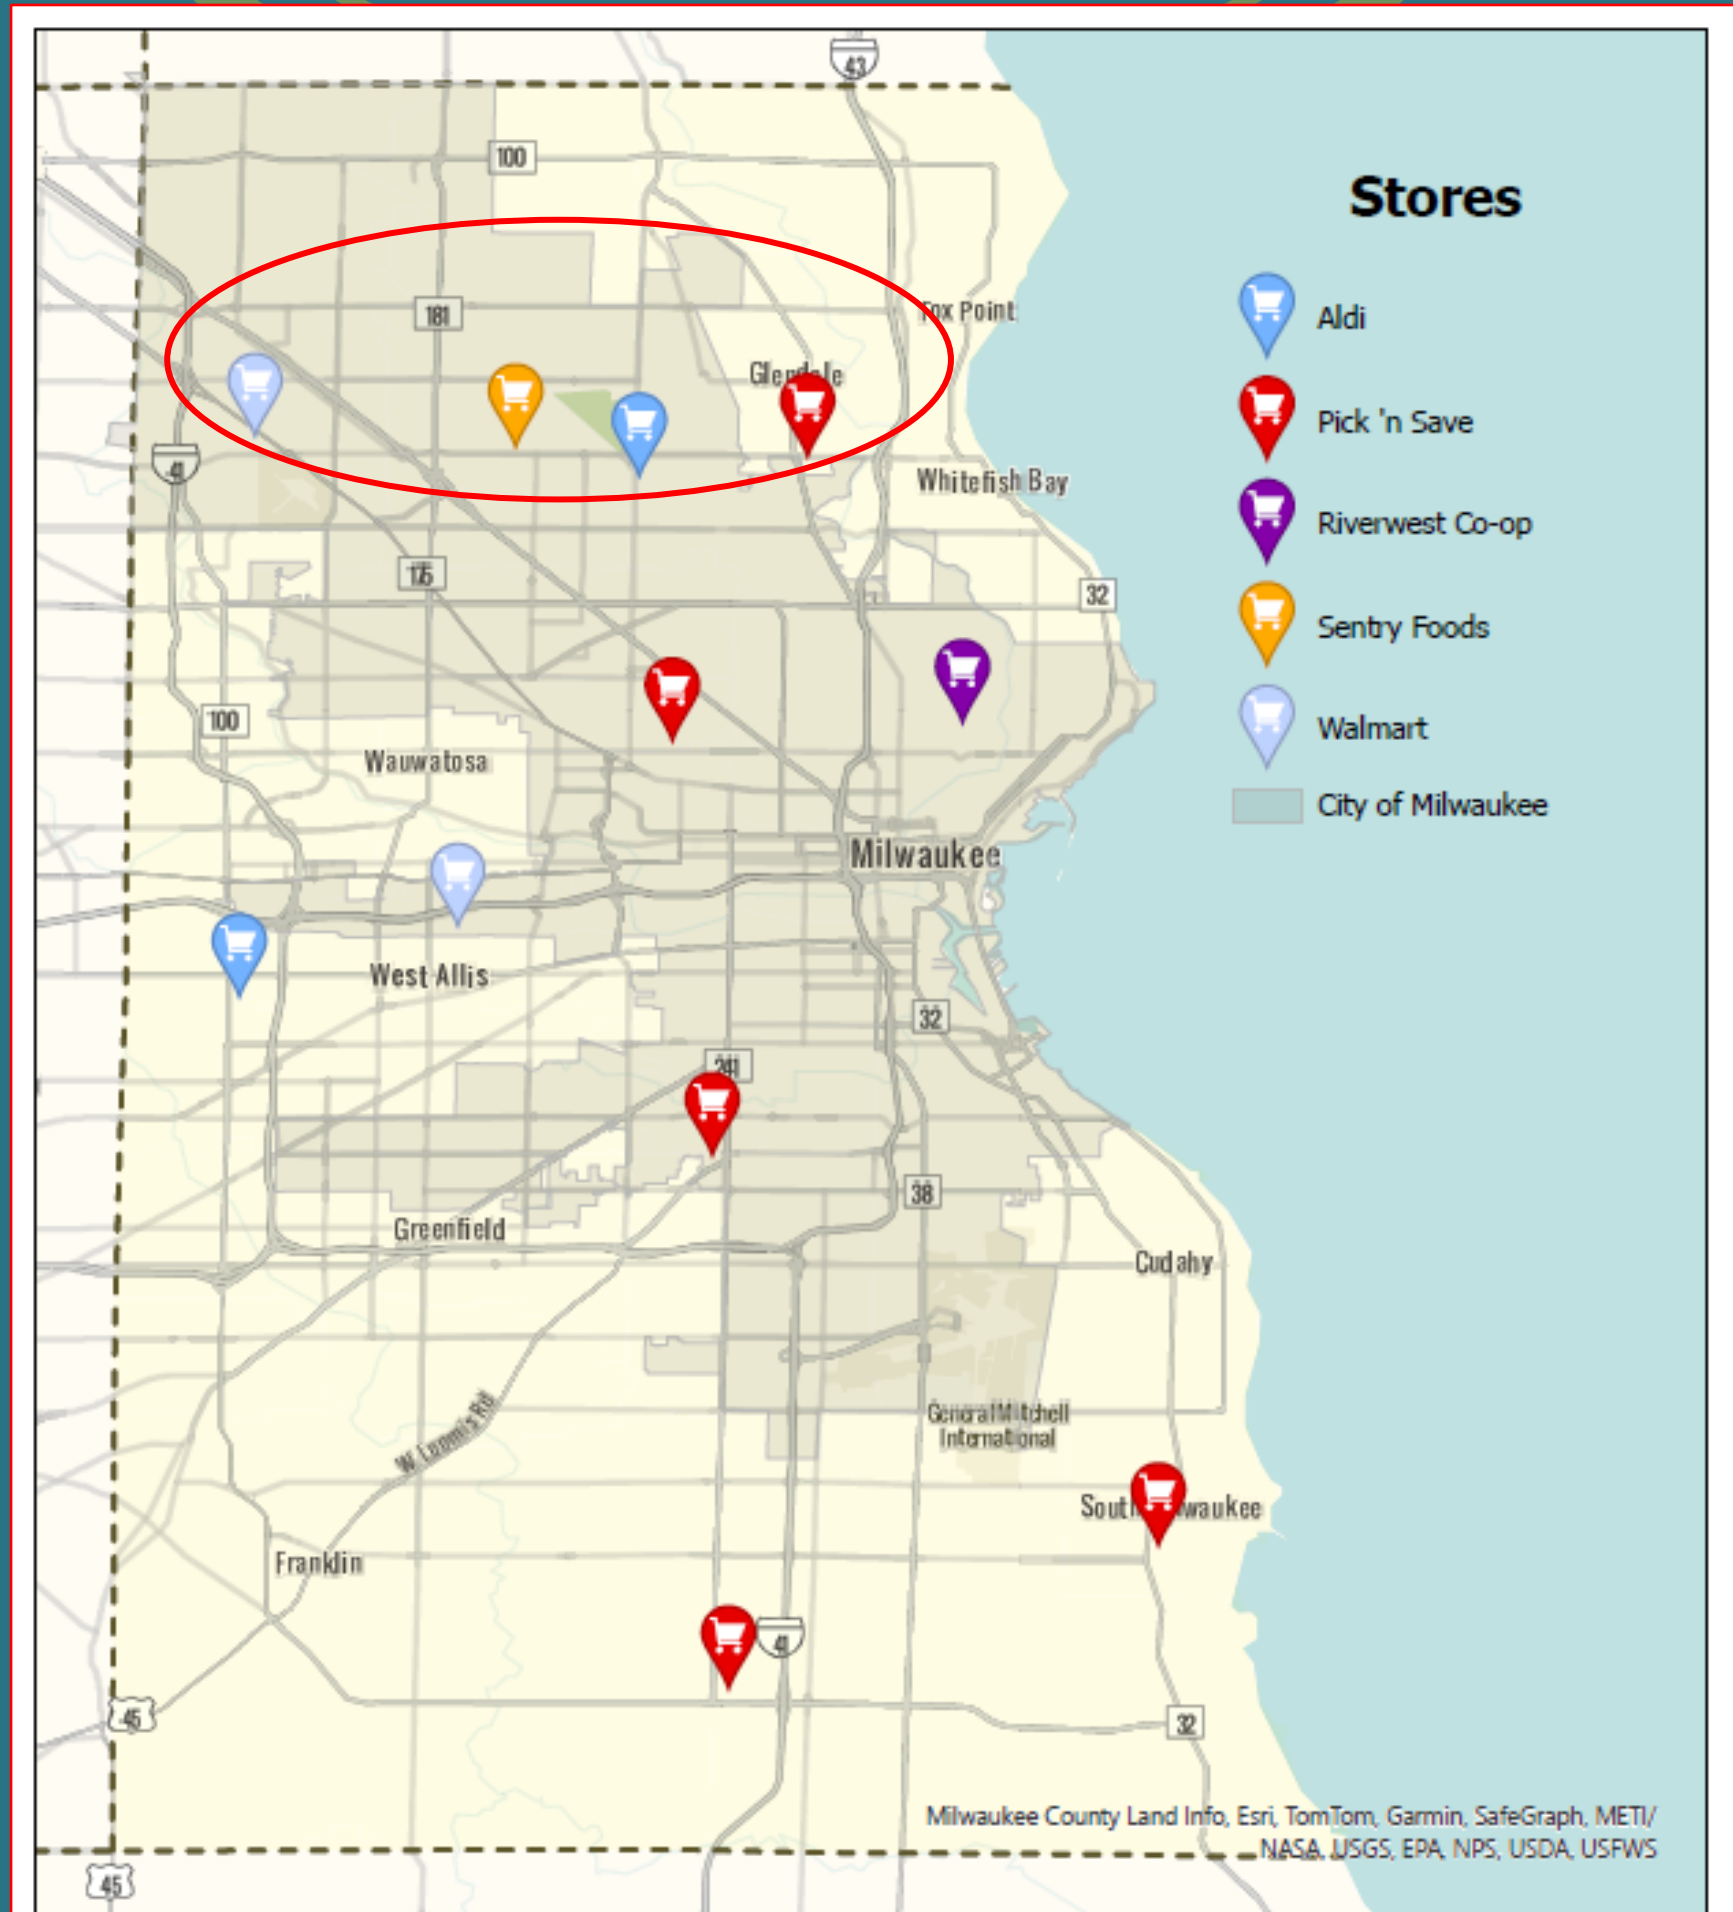 43
100
Stores
181
Fox Point
Aldi
Glendale
Pick 'n Save
41
Whitefish Bay
Riverwest Co-op
175
32
Sentry Foods
100
Walmart
Wauwatosa
City of Milwaukee
Milwaukee
West Allis
32
241
38
Greenfield
Cudahy
General Mitchell
International
W Loomis Rd
South Milwaukee
Franklin
41
45
32
Milwaukee County Land Info, Esri, TomTom, Garmin, SafeGraph, METI/
NASA, USGS, EPA, NPS, USDA, USFWS
45